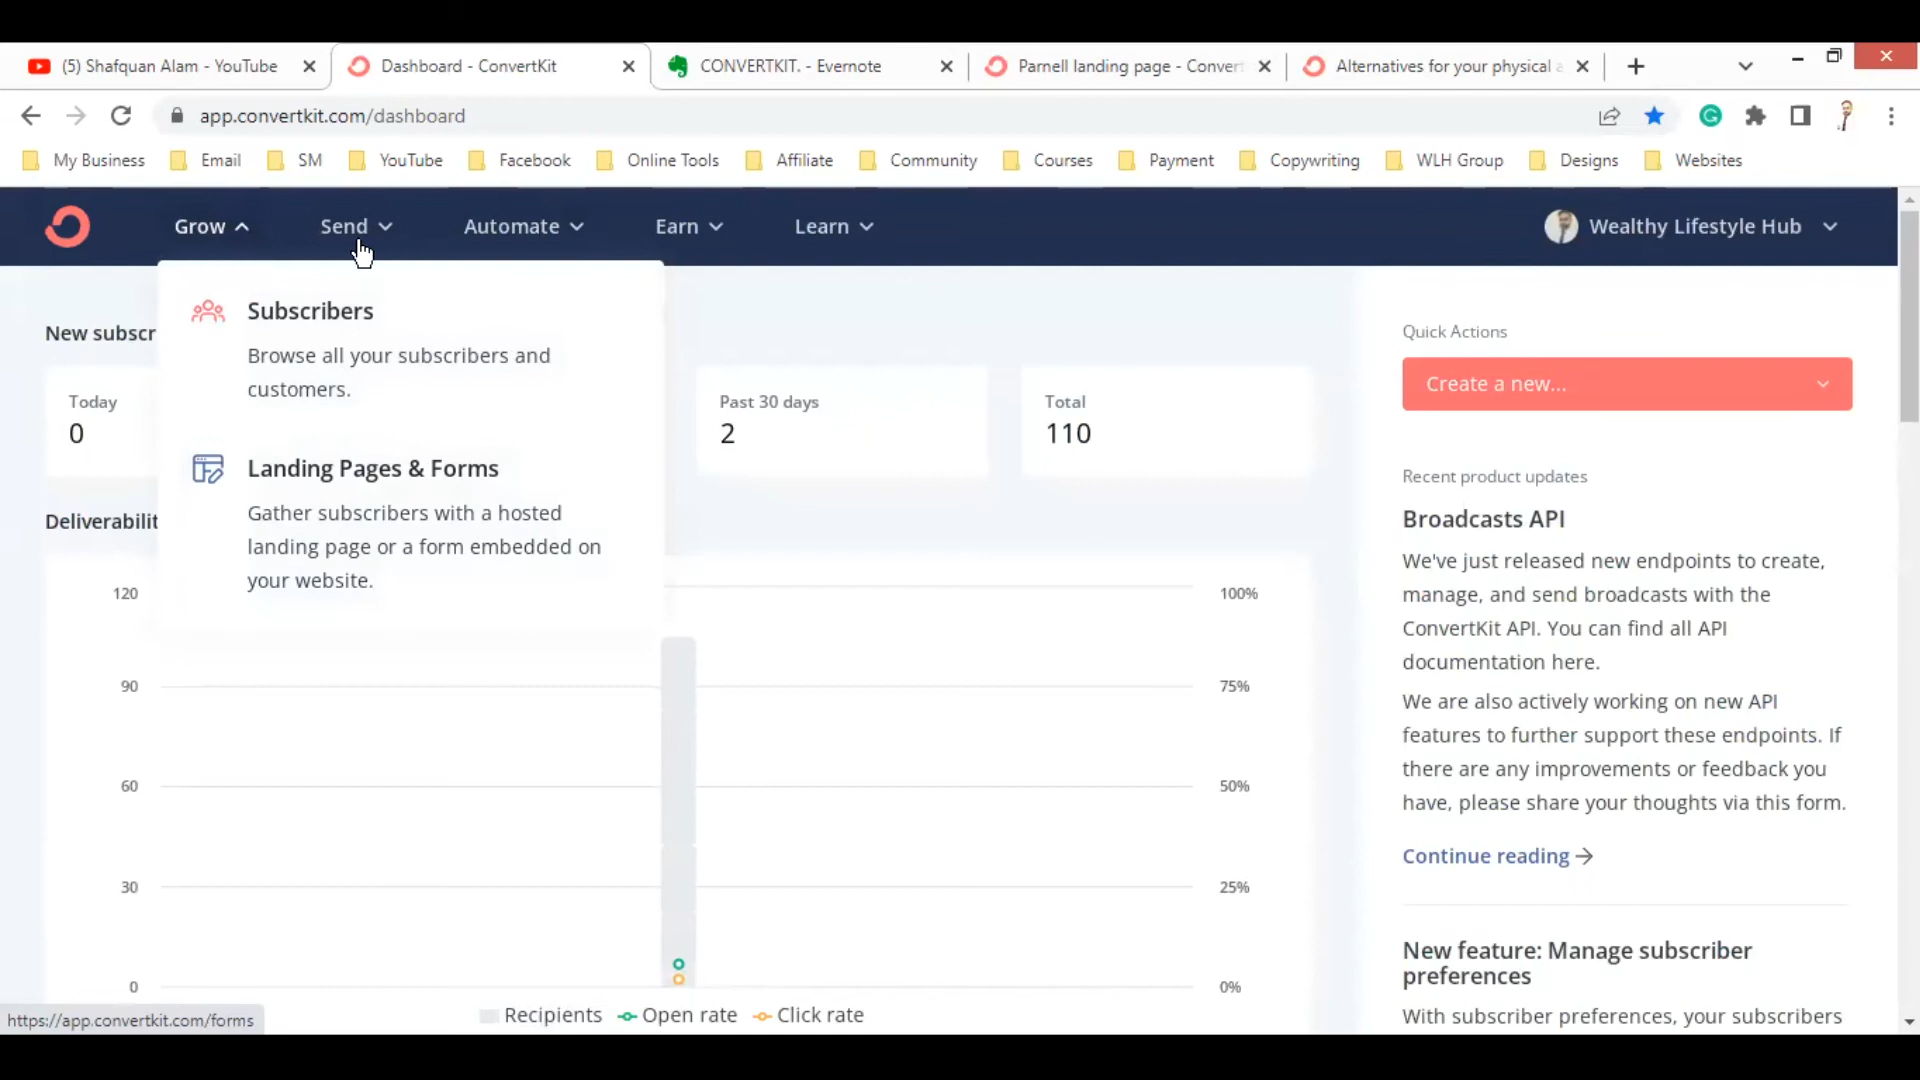 (5) Shafquan Alam - YouTube
Dashboard - ConvertKit
CONVERTKIT. - Evernote
Parnell landing page - Convert
Alternatives for your physical a
app.convertkit.com/dashboard
My Business
Email
SM
YouTube
Facebook
Online Tools
Affiliate
Community
Courses
Payment
Copywriting
WLH Group
Designs
Websites
Grow
Send
Automate
Earn
Learn
Wealthy Lifestyle Hub
Subscribers
Browse all your subscribers and
customers.
Landing Pages & Forms
Gather subscribers with a hosted
landing page or a form embedded on
your website.
New subscr
Today
0
Past 30 days
2
Total
110
Deliverabilit
120
90
60
30
0
100%
75%
50%
25%
0%
Recipients
Open rate
Click rate
Quick Actions
Create a new...
Recent product updates
Broadcasts API
We've just released new endpoints to create,
manage, and send broadcasts with the
ConvertKit API. You can find all API
documentation here.
We are also actively working on new API
features to further support these endpoints. If
there are any improvements or feedback you
have, please share your thoughts via this form.
Continue reading
New feature: Manage subscriber
preferences
With subscriber preferences, your subscribers
https://app.convertkit.com/forms